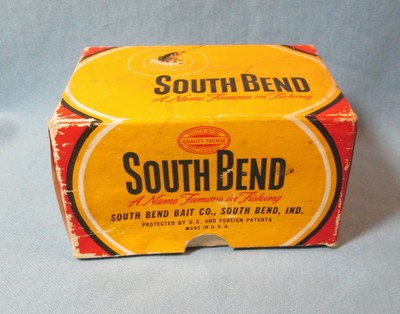 SOUTH BEND
A Name Famous in Fishing
QUALITY TACKLE
SOUTH BEND
A Name Famous in Fishing
SOUTH BEND BAIT CO., SOUTH BEND, IND.
PROTECTED BY U.S. AND FOREIGN PATENTS
MADE IN U.S.A.